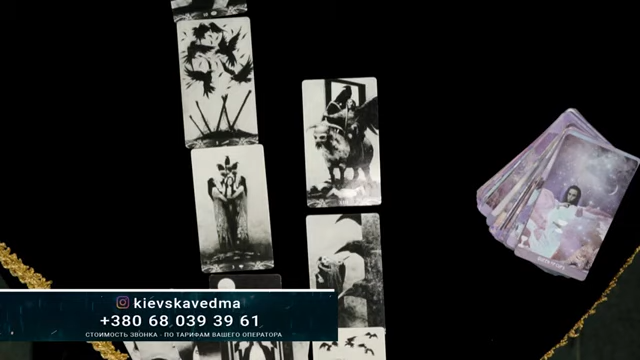 kievskavedma
+380 68 039 39 61
СТОИМОСТЬ ЗВОНКА - ПО ТАРИФАМ ВАШЕГО ОПЕРАТОРА